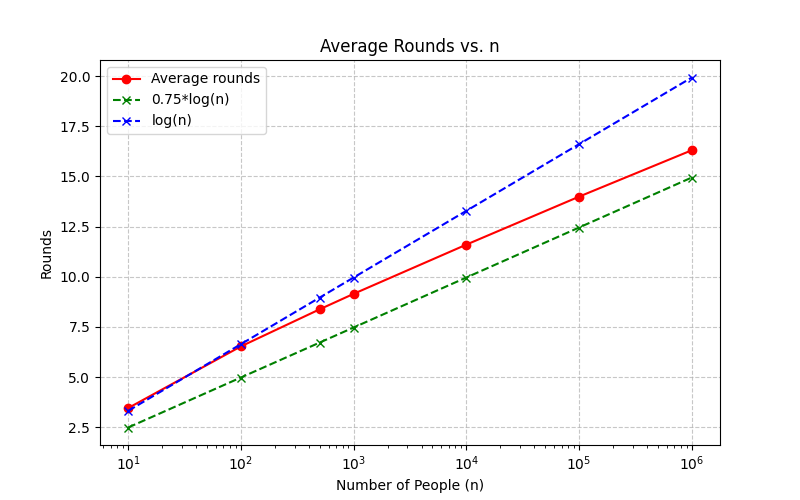 Average Rounds vs. n
Average rounds
0.75*log(n)
log(n)
20.0
17.5
15.0
12.5
10.0
7.5
5.0
2.5
Rounds
10¹ 10² 10³ 10⁴ 10⁵ 10⁶
Number of People (n)